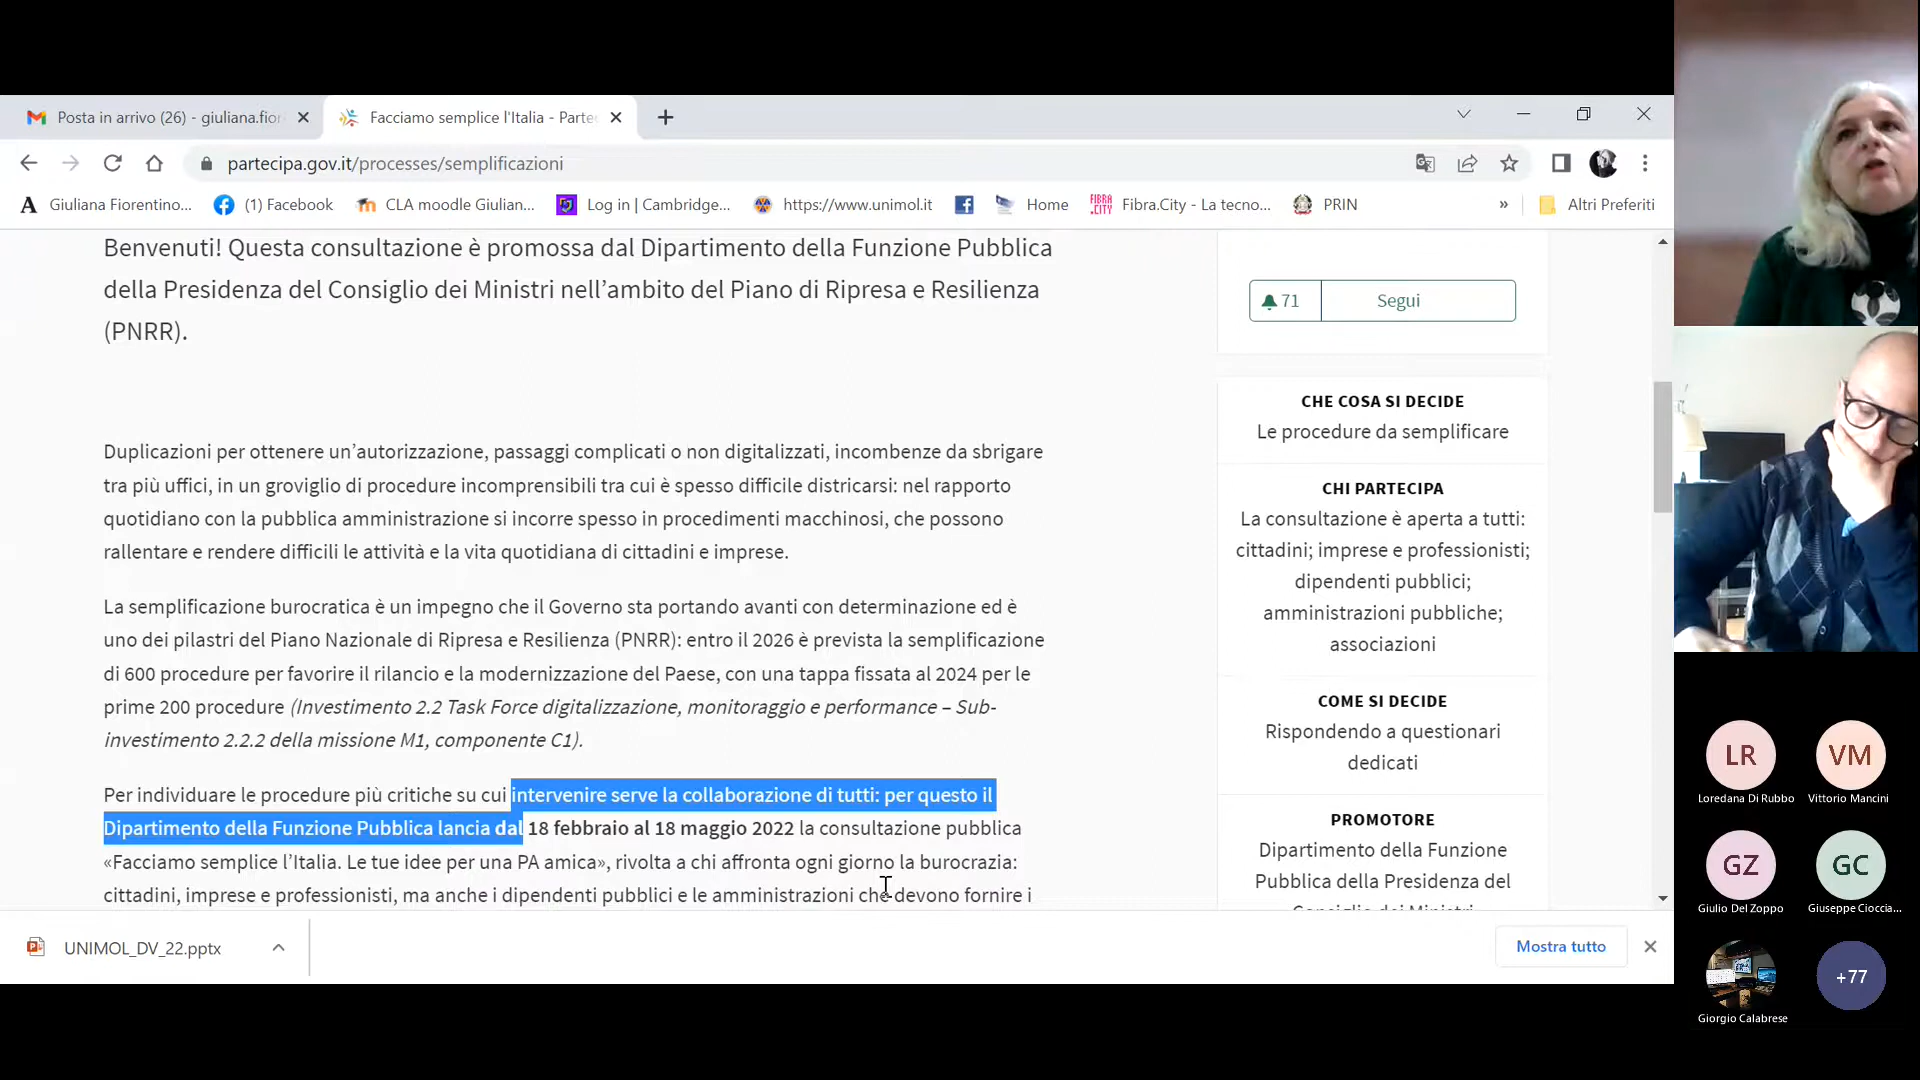 Posta in arrivo (26) - giuliana.fior
Facciamo semplice l'Italia - Parte
partecipa.gov.it/processes/semplificazioni
A Giuliana Fiorentino...
(1) Facebook
CLA moodle Giulian...
Log in | Cambridge...
https://www.unimol.it
Home
FIBRA.CITY
Fibra.City - La tecno...
PRIN
»
Altri Preferiti
Benvenuti! Questa consultazione è promossa dal Dipartimento della Funzione Pubblica
della Presidenza del Consiglio dei Ministri nell’ambito del Piano di Ripresa e Resilienza
(PNRR).
Duplicazioni per ottenere un’autorizzazione, passaggi complicati o non digitalizzati, incombenze da sbrigare
tra più uffici, in un groviglio di procedure incomprensibili tra cui è spesso difficile districarsi: nel rapporto
quotidiano con la pubblica amministrazione si incorre spesso in procedimenti macchinosi, che possono
rallentare e rendere difficili le attività e la vita quotidiana di cittadini e imprese.
La semplificazione burocratica è un impegno che il Governo sta portando avanti con determinazione ed è
uno dei pilastri del Piano Nazionale di Ripresa e Resilienza (PNRR): entro il 2026 è prevista la semplificazione
di 600 procedure per favorire il rilancio e la modernizzazione del Paese, con una tappa fissata al 2024 per le
prime 200 procedure (Investimento 2.2 Task Force digitalizzazione, monitoraggio e performance – Sub-
investimento 2.2.2 della missione M1, componente C1).
Per individuare le procedure più critiche su cui intervenire serve la collaborazione di tutti: per questo il
Dipartimento della Funzione Pubblica lancia dal 18 febbraio al 18 maggio 2022 la consultazione pubblica
«Facciamo semplice l’Italia. Le tue idee per una PA amica», rivolta a chi affronta ogni giorno la burocrazia:
cittadini, imprese e professionisti, ma anche i dipendenti pubblici e le amministrazioni che devono fornire i
71
Segui
CHE COSA SI DECIDE
Le procedure da semplificare
CHI PARTECIPA
La consultazione è aperta a tutti:
cittadini; imprese e professionisti;
dipendenti pubblici;
amministrazioni pubbliche;
associazioni
COME SI DECIDE
Rispondendo a questionari
dedicati
PROMOTORE
Dipartimento della Funzione
Pubblica della Presidenza del
Consiglio dei Ministri
UNIMOL_DV_22.pptx
Mostra tutto
LR
Loredana Di Rubbo
VM
Vittorio Mancini
GZ
Giulio Del Zoppo
GC
Giuseppe Cioccia...
Giorgio Calabrese
+77